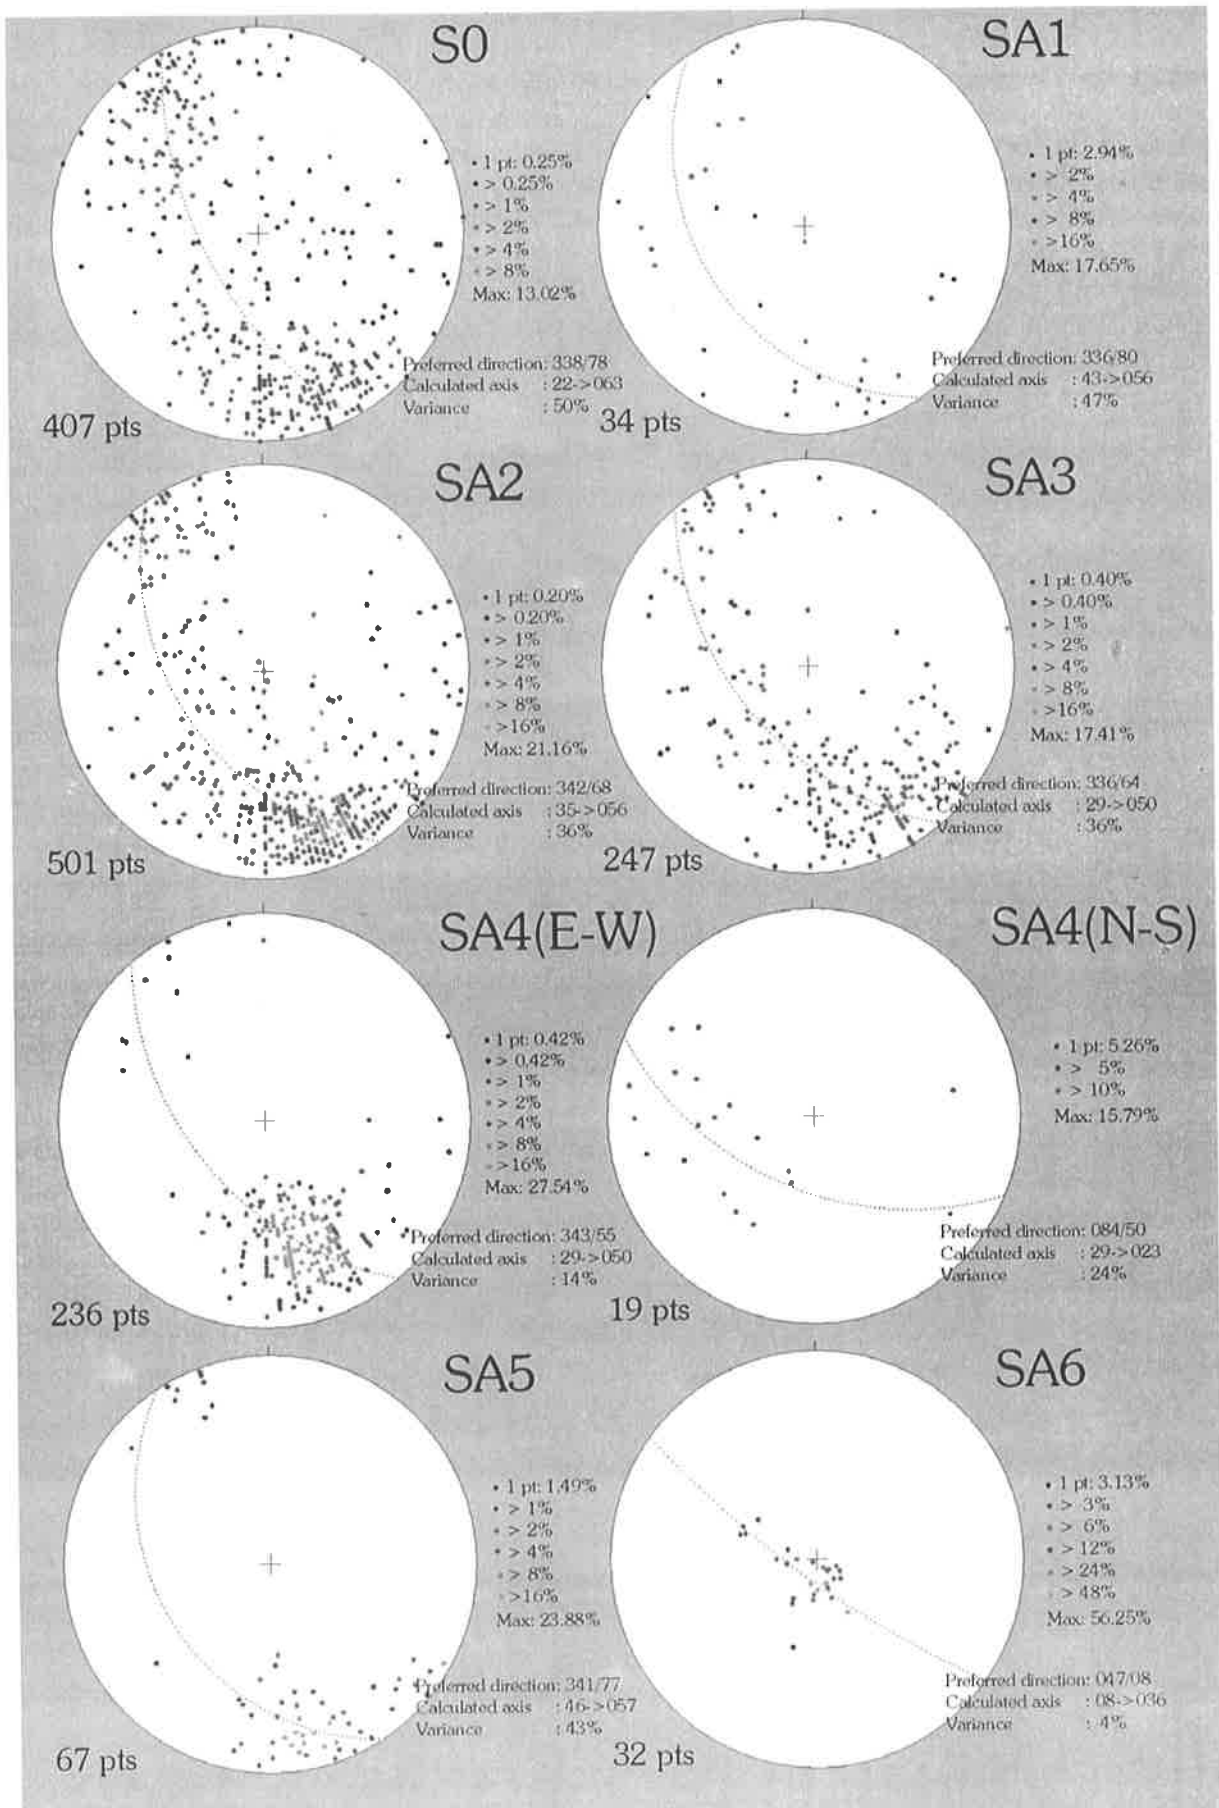 S0
• 1 pt: 0.25%
• > 0.25%
• > 1%
• > 2%
• > 4%
• > 8%
Max: 13.02%
Preferred direction: 338/78
Calculated axis : 22->063
Variance : 50%
407 pts
SA1
• 1 pt: 2.94%
• > 2%
• > 4%
• > 8%
• >16%
Max: 17.65%
Preferred direction: 336/80
Calculated axis : 43->056
Variance : 47%
34 pts
SA2
• 1 pt: 0.20%
• > 0.20%
• > 1%
• > 2%
• > 4%
• > 8%
• >16%
Max: 21.16%
Preferred direction: 342/68
Calculated axis : 35->056
Variance : 36%
501 pts
SA3
• 1 pt: 0.40%
• > 0.40%
• > 1%
• > 2%
• > 4%
• > 8%
• >16%
Max: 17.41%
Preferred direction: 336/64
Calculated axis : 29->050
Variance : 36%
247 pts
SA4(E-W)
• 1 pt: 0.42%
• > 0.42%
• > 1%
• > 2%
• > 4%
• > 8%
• >16%
Max: 27.54%
Preferred direction: 343/55
Calculated axis : 29->050
Variance : 14%
236 pts
SA4(N-S)
• 1 pt: 5.26%
• > 5%
• > 10%
Max: 15.79%
Preferred direction: 084/50
Calculated axis : 29->023
Variance : 24%
19 pts
SA5
• 1 pt: 1.49%
• > 1%
• > 2%
• > 4%
• > 8%
• >16%
Max: 23.88%
Preferred direction: 341/77
Calculated axis : 46->057
Variance : 43%
67 pts
SA6
• 1 pt: 3.13%
• > 3%
• > 6%
• > 12%
• > 24%
• > 48%
Max: 56.25%
Preferred direction: 047/08
Calculated axis : 08->036
Variance : 4%
32 pts